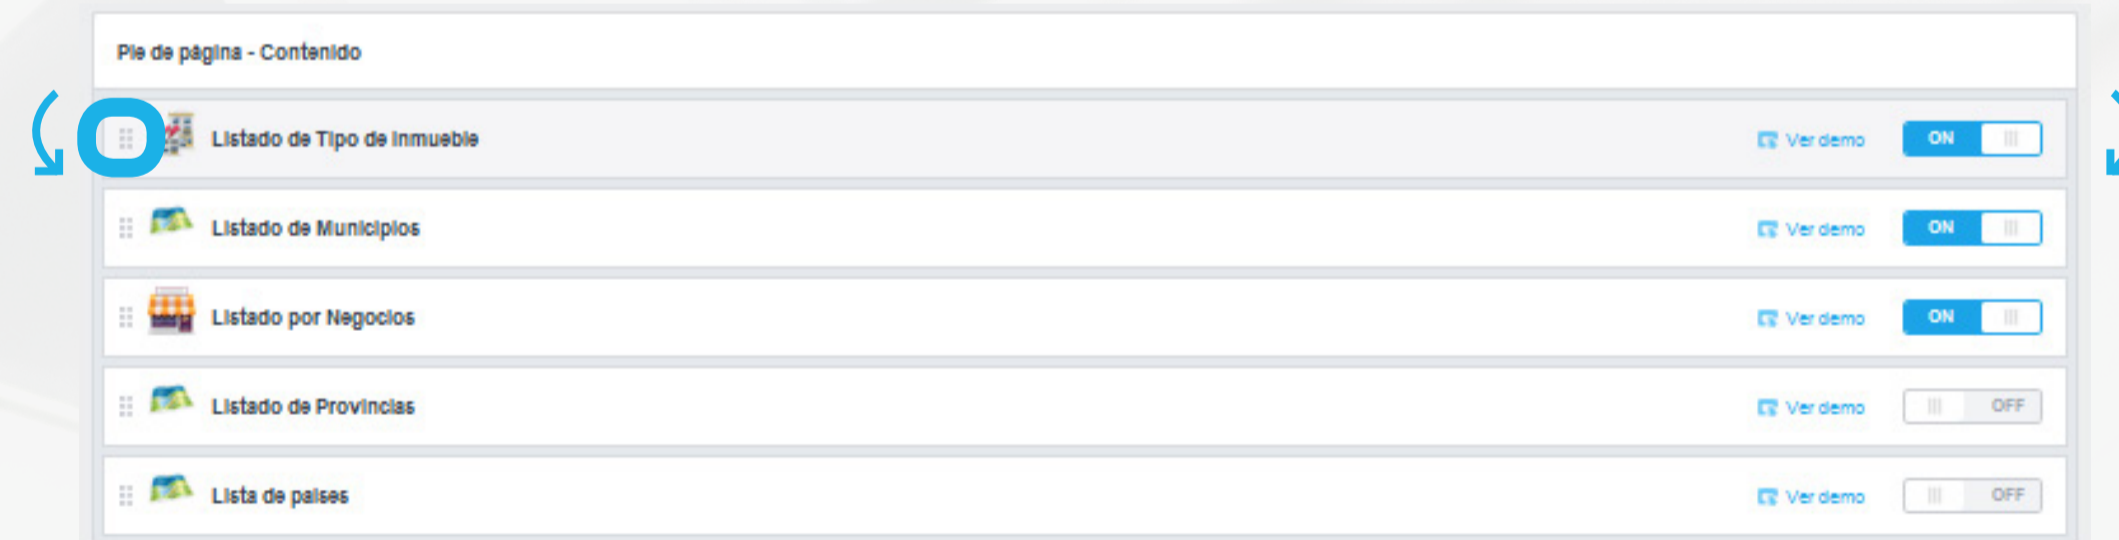 Pie de página - Contenido
Listado de Tipo de Inmueble Ver demo ON
Listado de Municipios Ver demo ON
Listado por Negocios Ver demo ON
Listado de Provincias Ver demo OFF
Lista de paises Ver demo OFF